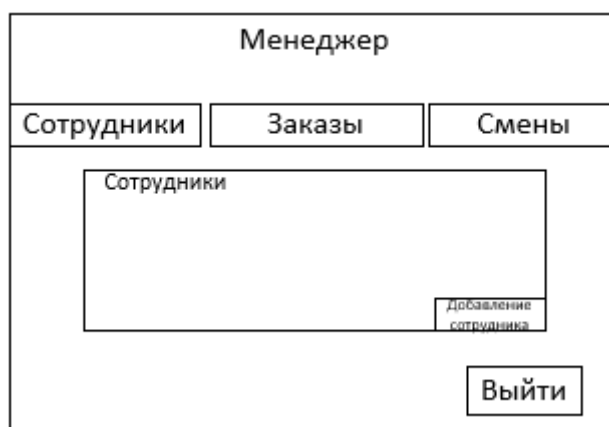 Менеджер
Сотрудники
Заказы
Смены
Сотрудники
Добавление
сотрудника
Выйти